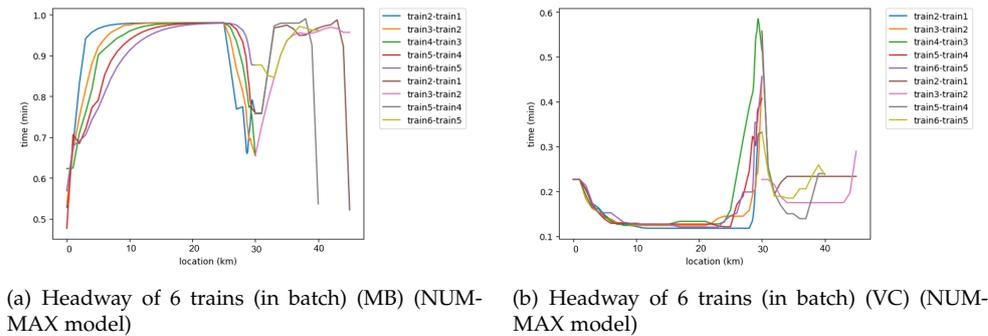 1.0
0.9
0.8
0.7
0.6
0.5
time (min)
0
10
20
30
40
location (km)
train2-train1
train3-train2
train4-train3
train5-train4
train6-train5
train2-train1
train3-train2
train5-train4
train6-train5
0.6
0.5
0.4
0.3
0.2
0.1
time (min)
0
10
20
30
40
location (km)
train2-train1
train3-train2
train4-train3
train5-train4
train6-train5
train2-train1
train3-train2
train5-train4
train6-train5
(a) Headway of 6 trains (in batch) (MB) (NUM-
MAX model)
(b) Headway of 6 trains (in batch) (VC) (NUM-
MAX model)